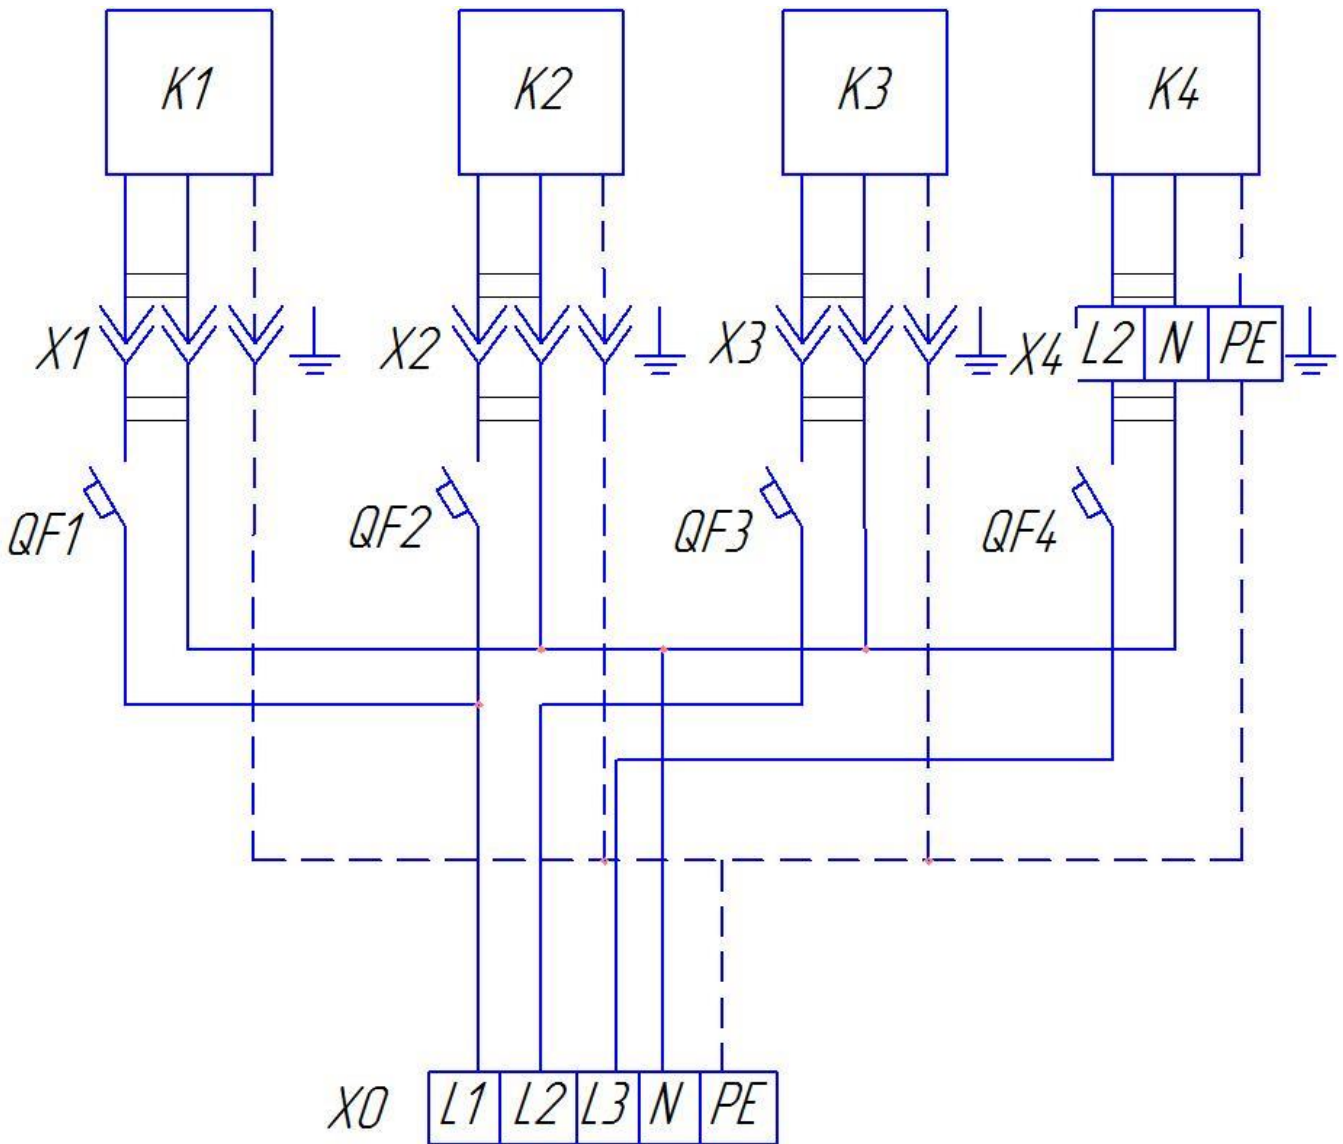 K1 K2 K3 K4
X1 X2 X3 X4 L2 N PE
QF1 QF2 QF3 QF4
X0 L1 L2 L3 N PE